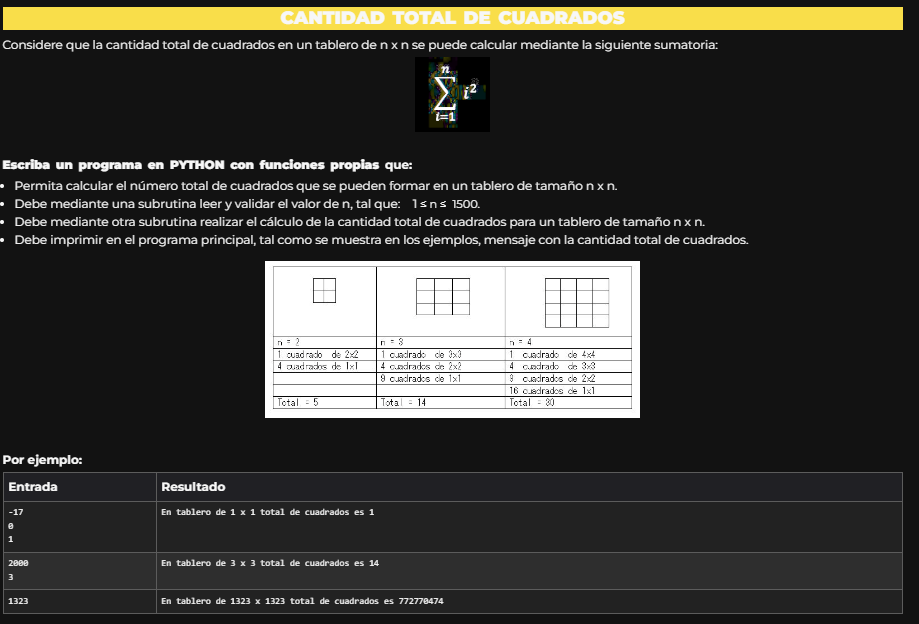 CANTIDAD TOTAL DE CUADRADOS
Considere que la cantidad total de cuadrados en un tablero de n x n se puede calcular mediante la siguiente sumatoria:
n
∑ i²
i=1
Escriba un programa en PYTHON con funciones propias que:
• Permita calcular el número total de cuadrados que se pueden formar en un tablero de tamaño n x n.
• Debe mediante una subrutina leer y validar el valor de n, tal que: 1 ≤ n ≤ 1500.
• Debe mediante otra subrutina realizar el cálculo de la cantidad total de cuadrados para un tablero de tamaño n x n.
• Debe imprimir en el programa principal, tal como se muestra en los ejemplos, mensaje con la cantidad total de cuadrados.
n = 2 n = 3 n = 4
1 cuadrado de 2x2 1 cuadrado de 3x3 1 cuadrado de 4x4
4 cuadrados de 1x1 4 cuadrados de 2x2 4 cuadrado de 3x3
9 cuadrados de 1x1 9 cuadrados de 2x2
16 cuadrados de 1x1
Total = 5 Total = 14 Total = 30
Por ejemplo:
Entrada Resultado
-17 En tablero de 1 x 1 total de cuadrados es 1
0
1
2000 En tablero de 3 x 3 total de cuadrados es 14
3
1323 En tablero de 1323 x 1323 total de cuadrados es 772770474